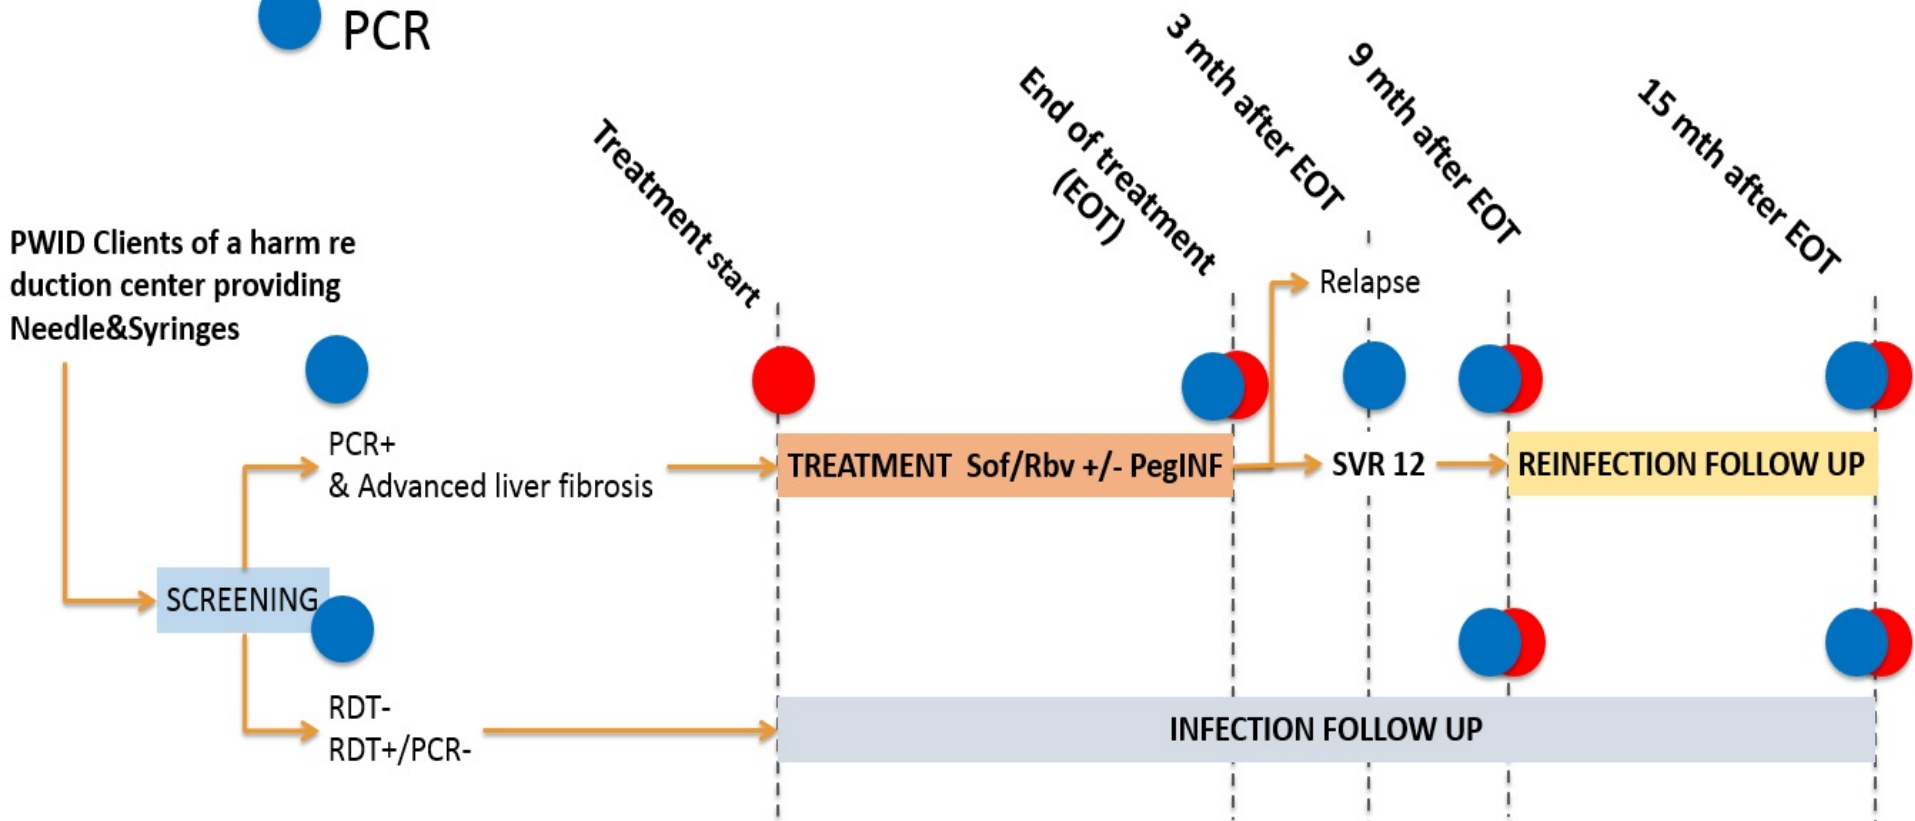 PCR
Treatment start
End of treatment
(EOT)
3 mth after EOT
9 mth after EOT
15 mth after EOT
PWID Clients of a harm re
duction center providing
Needle&Syringes
Relapse
PCR+
& Advanced liver fibrosis
TREATMENT Sof/Rbv +/- PegINF
SVR 12
REINFECTION FOLLOW UP
SCREENING
RDT-
RDT+/PCR-
INFECTION FOLLOW UP